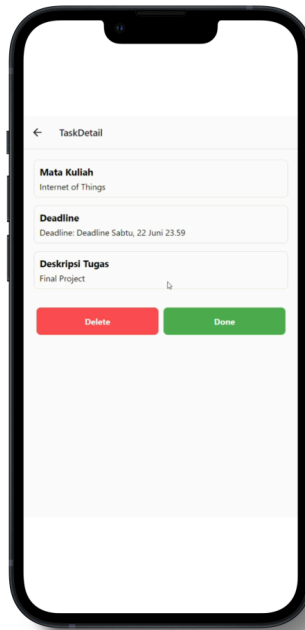 TaskDetail
Mata Kuliah
Internet of Things
Deadline
Deadline: Deadline Sabtu, 22 Juni 23.59
Deskripsi Tugas
Final Project
Delete
Done